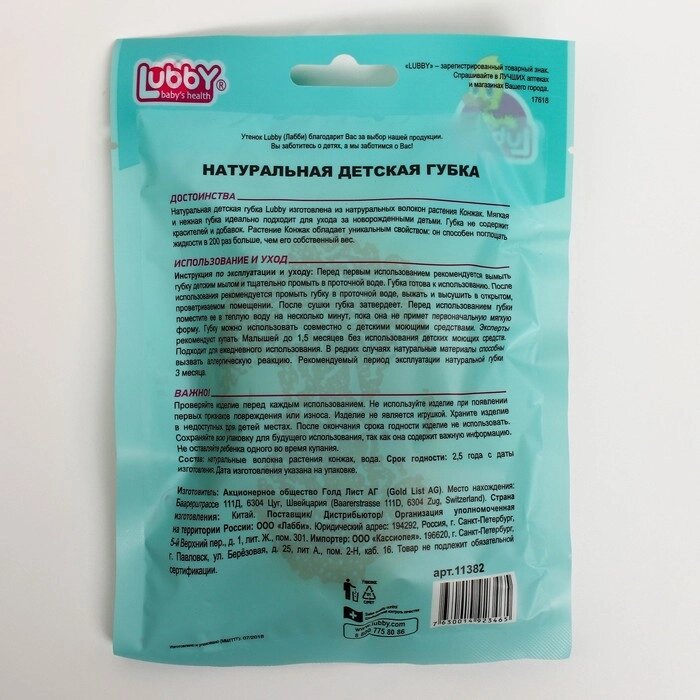 LubbY®
baby's health
«LUBBY» – зарегистрированный товарный знак.
Спрашивайте в ЛУЧШИХ аптеках
и магазинах Вашего города.
17618
Утенок Lubby (Лабби) благодарит Вас за выбор нашей продукции.
Вы заботитесь о детях, а мы заботимся о Вас!
НАТУРАЛЬНАЯ ДЕТСКАЯ ГУБКА
ДОСТОИНСТВА
Натуральная детская губка Lubby изготовлена из натруральных волокон растения Конжак. Мягкая
и нежная губка идеально подходит для ухода за новорожденными детьми. Губка не содержит
красителей и добавок. Растение Конжак обладает уникальным свойством: он способен поглощать
жидкости в 200 раз больше, чем его собственный вес.
ИСПОЛЬЗОВАНИЕ И УХОД
Инструкция по эксплуатации и уходу: Перед первым использованием рекомендуется вымыть
губку детским мылом и тщательно промыть в проточной воде. Губка готова к использованию. После
использования рекомендуется промыть губку в проточной воде, выжать и высушить в открытом,
проветриваемом помещении. После сушки губка затвердеет. Перед использованием губки
поместите ее в теплую воду на несколько минут, пока она не примет первоначальную мягкую
форму. Губку можно использовать совместно с детскими моющими средствами. Эксперты
рекомендуют купать Малышей до 1,5 месяцев без использования детских моющих средств.
Подходит для ежедневного использования. В редких случаях натуральные материалы способны
вызвать аллергическую реакцию. Рекомендуемый период эксплуатации натуральной губки
3 месяца.
ВАЖНО!
Проверяйте изделие перед каждым использованием. Не используйте изделие при появлении
первых признаков повреждения или износа. Изделие не является игрушкой. Храните изделие
в недоступных для детей местах. После окончания срока годности изделие не использовать.
Сохраняйте всю упаковку для будущего использования, так как она содержит важную информацию.
Не оставляйте ребенка одного во время купания.
Состав: натуральные волокна растения конжак, вода. Срок годности: 2,5 года с даты
изготовления. Дата изготовления указана на упаковке.
Изготовитель: Акционерное общество Голд Лист АГ (Gold List AG). Место нахождения:
Баарерштрассе 111Д, 6304 Цуг, Швейцария (Baarerstrasse 111D, 6304 Zug, Switzerland). Страна
изготовления: Китай. Поставщик/ Дистрибьютор/ Организация уполномоченная
на территории России: ООО «Лабби». Юридический адрес: 194292, Россия, г. Санкт-Петербург,
5-й Верхний пер., д. 1, лит. Ж., пом. 301. Импортер: ООО «Кассиопея». 196620, г. Санкт-Петербург,
г. Павловск, ул. Берёзовая, д. 25, лит А., пом. 2-Н, каб. 16. Товар не подлежит обязательной
сертификации.
арт.11382
www.lubby.com
8 800 775 80 86
7 630014 923465
Изготовлено и упаковано (ММ/ГГГГ): 07/2018